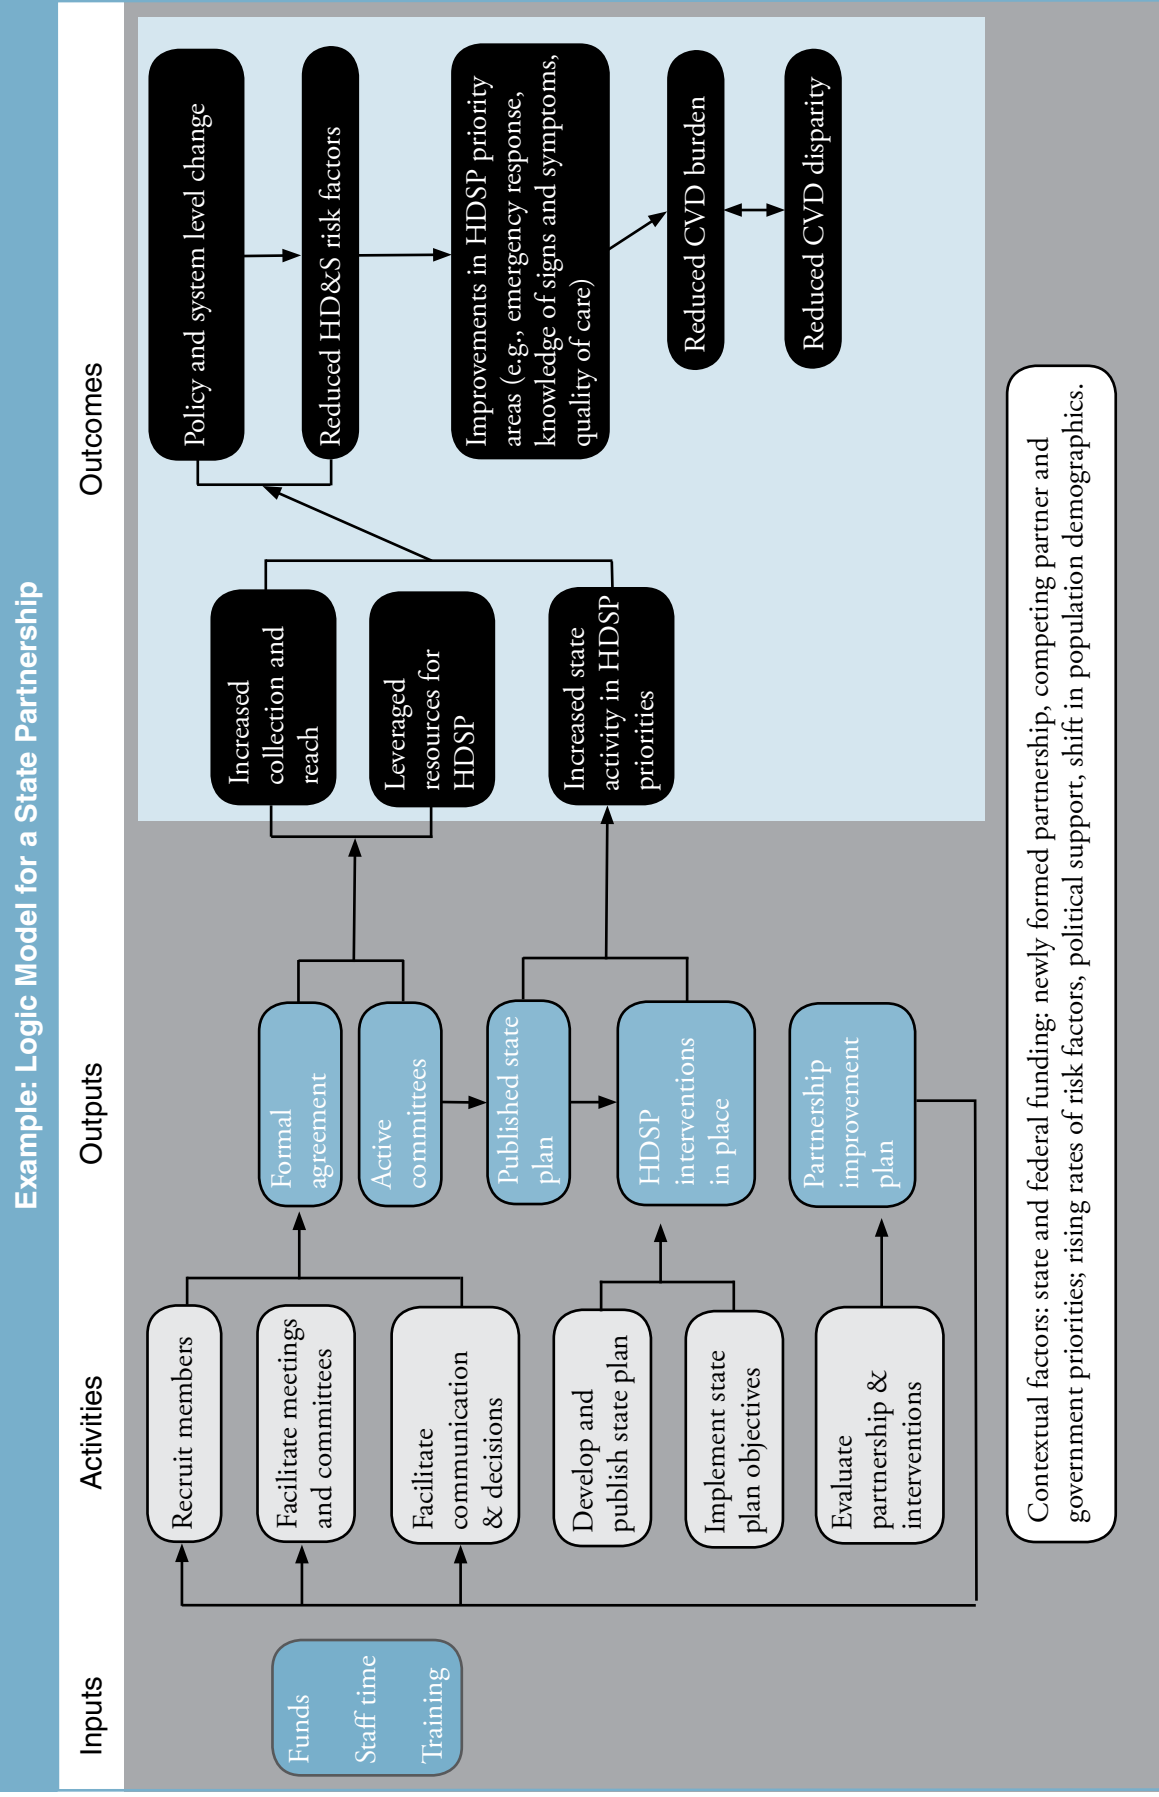 Example: Logic Model for a State Partnership
Inputs
Activities
Outputs
Outcomes
Funds
Staff time
Training
Recruit members
Facilitate meetings
and committees
Facilitate
communication
& decisions
Develop and
publish state plan
Implement state
plan objectives
Evaluate
partnership &
interventions
Formal
agreement
Active
committees
Published state
plan
HDSP
interventions
in place
Partnership
improvement
plan
Increased
collection and
reach
Leveraged
resources for
HDSP
Increased state
activity in HDSP
priorities
Policy and system level change
Reduced HD&S risk factors
Improvements in HDSP priority
areas (e.g., emergency response,
knowledge of signs and symptoms,
quality of care)
Reduced CVD burden
Reduced CVD disparity
Contextual factors: state and federal funding: newly formed partnership, competing partner and
government priorities; rising rates of risk factors, political support, shift in population demographics.